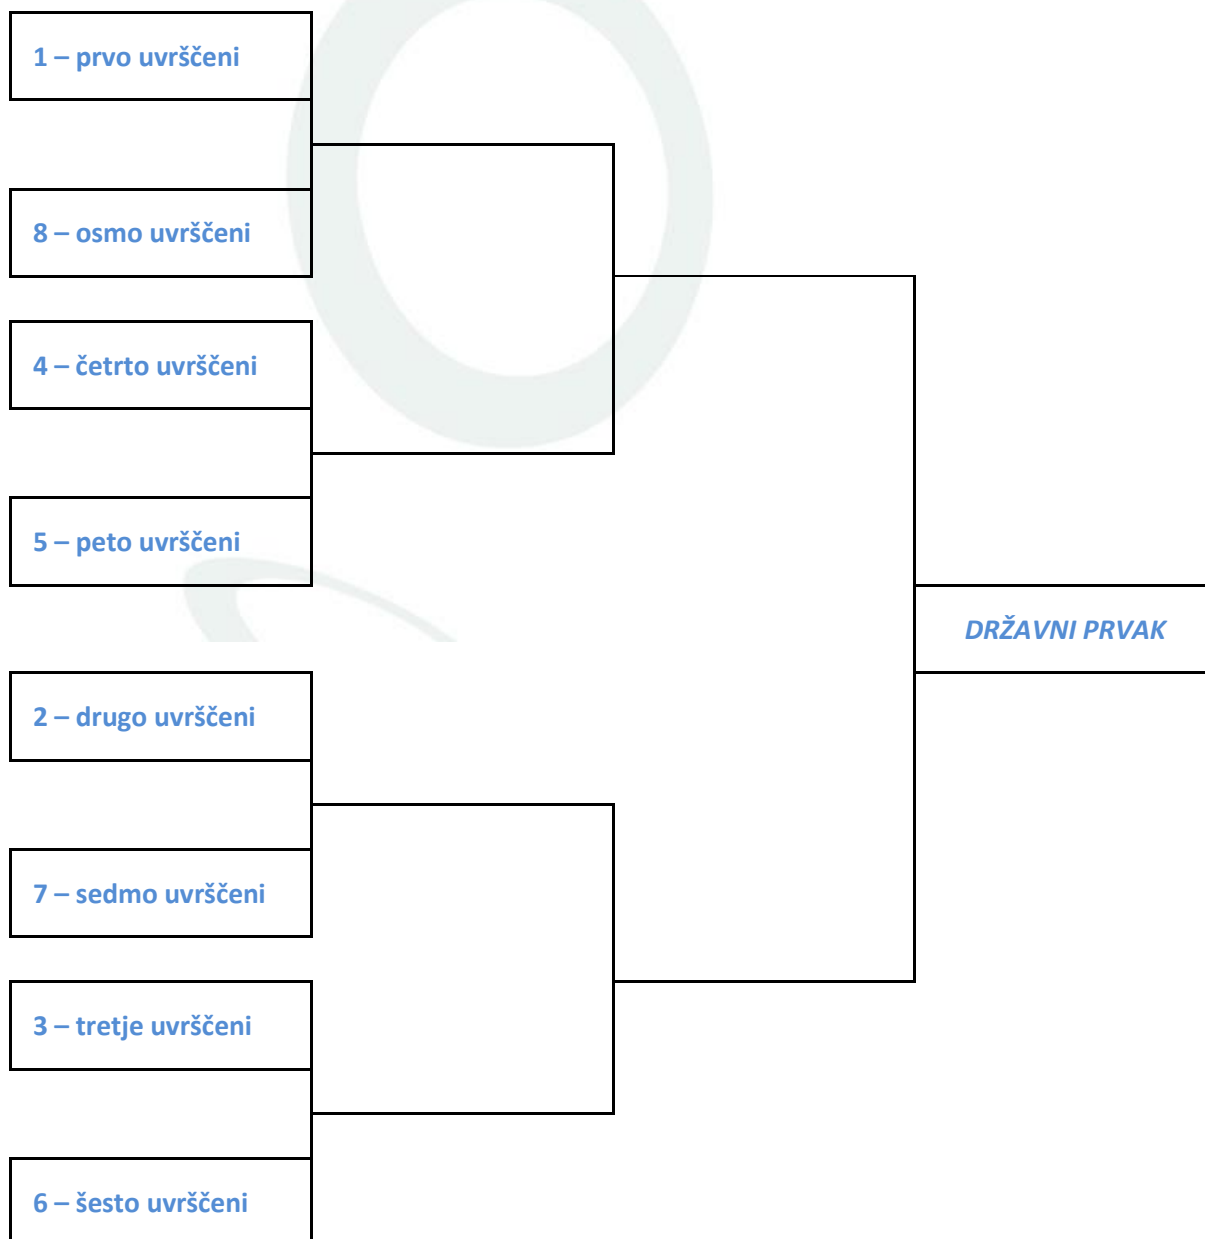 1 – prvo uvrščeni
8 – osmo uvrščeni
4 – četrto uvrščeni
5 – peto uvrščeni
DRŽAVNI PRVAK
2 – drugo uvrščeni
7 – sedmo uvrščeni
3 – tretje uvrščeni
6 – šesto uvrščeni